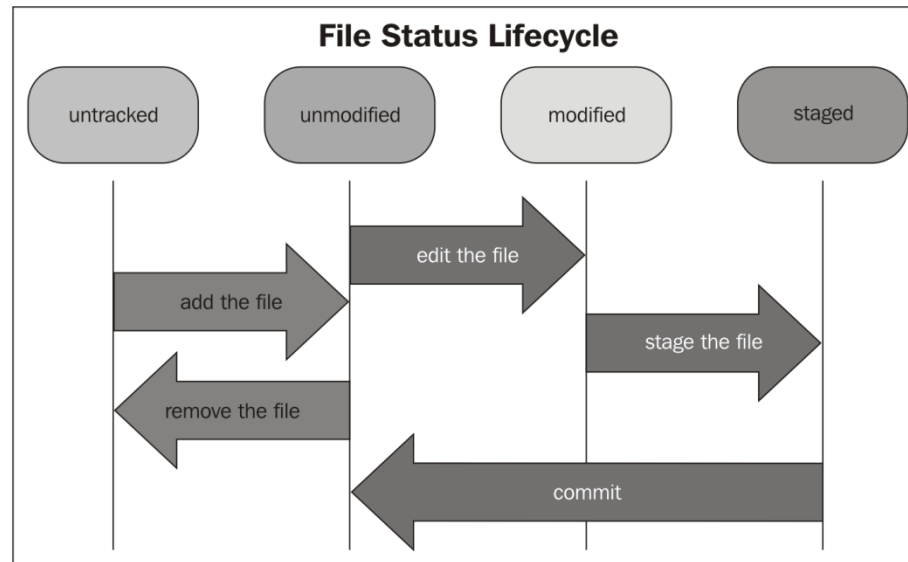 File Status Lifecycle
untracked
unmodified
modified
staged
edit the file
add the file
stage the file
remove the file
commit